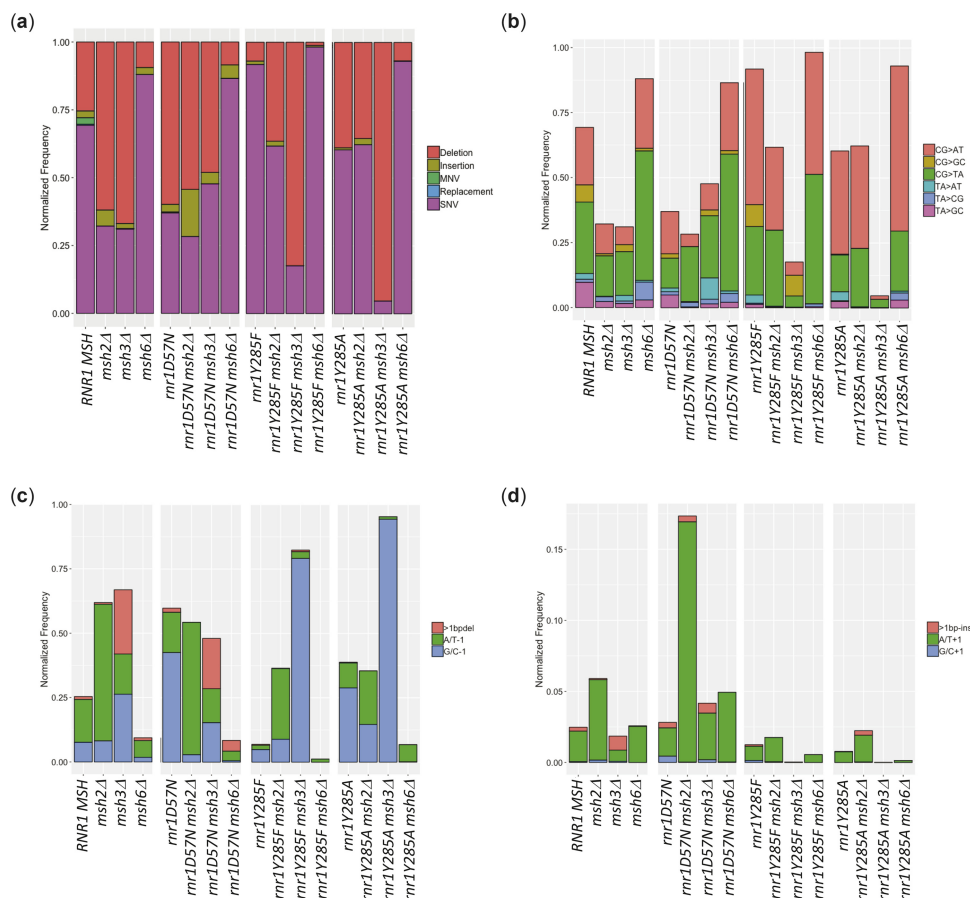 (a)
Normalized Frequency
1.00
0.75
0.50
0.25
0.00
RNR1 MSH
msh2Δ
msh3Δ
msh6Δ
rnr1D57N
rnr1D57N msh2Δ
rnr1D57N msh3Δ
rnr1D57N msh6Δ
rnr1Y285F
rnr1Y285F msh2Δ
rnr1Y285F msh3Δ
rnr1Y285F msh6Δ
rnr1Y285A
rnr1Y285A msh2Δ
rnr1Y285A msh3Δ
rnr1Y285A msh6Δ
Deletion
Insertion
MNV
Replacement
SNV
(b)
Normalized Frequency
1.00
0.75
0.50
0.25
0.00
RNR1 MSH
msh2Δ
msh3Δ
msh6Δ
rnr1D57N
rnr1D57N msh2Δ
rnr1D57N msh3Δ
rnr1D57N msh6Δ
rnr1Y285F
rnr1Y285F msh2Δ
rnr1Y285F msh3Δ
rnr1Y285F msh6Δ
rnr1Y285A
rnr1Y285A msh2Δ
rnr1Y285A msh3Δ
rnr1Y285A msh6Δ
CG>AT
CG>GC
CG>TA
TA>AT
TA>CG
TA>GC
(c)
Normalized Frequency
1.00
0.75
0.50
0.25
0.00
RNR1 MSH
msh2Δ
msh3Δ
msh6Δ
rnr1D57N
rnr1D57N msh2Δ
rnr1D57N msh3Δ
rnr1D57N msh6Δ
rnr1Y285F
rnr1Y285F msh2Δ
rnr1Y285F msh3Δ
rnr1Y285F msh6Δ
rnr1Y285A
rnr1Y285A msh2Δ
rnr1Y285A msh3Δ
rnr1Y285A msh6Δ
>1bpdel
A/T-1
G/C-1
(d)
Normalized Frequency
0.15
0.10
0.05
0.00
RNR1 MSH
msh2Δ
msh3Δ
msh6Δ
rnr1D57N
rnr1D57N msh2Δ
rnr1D57N msh3Δ
rnr1D57N msh6Δ
rnr1Y285F
rnr1Y285F msh2Δ
rnr1Y285F msh3Δ
rnr1Y285F msh6Δ
rnr1Y285A
rnr1Y285A msh2Δ
rnr1Y285A msh3Δ
rnr1Y285A msh6Δ
>1bp-ins
A/T+1
G/C+1